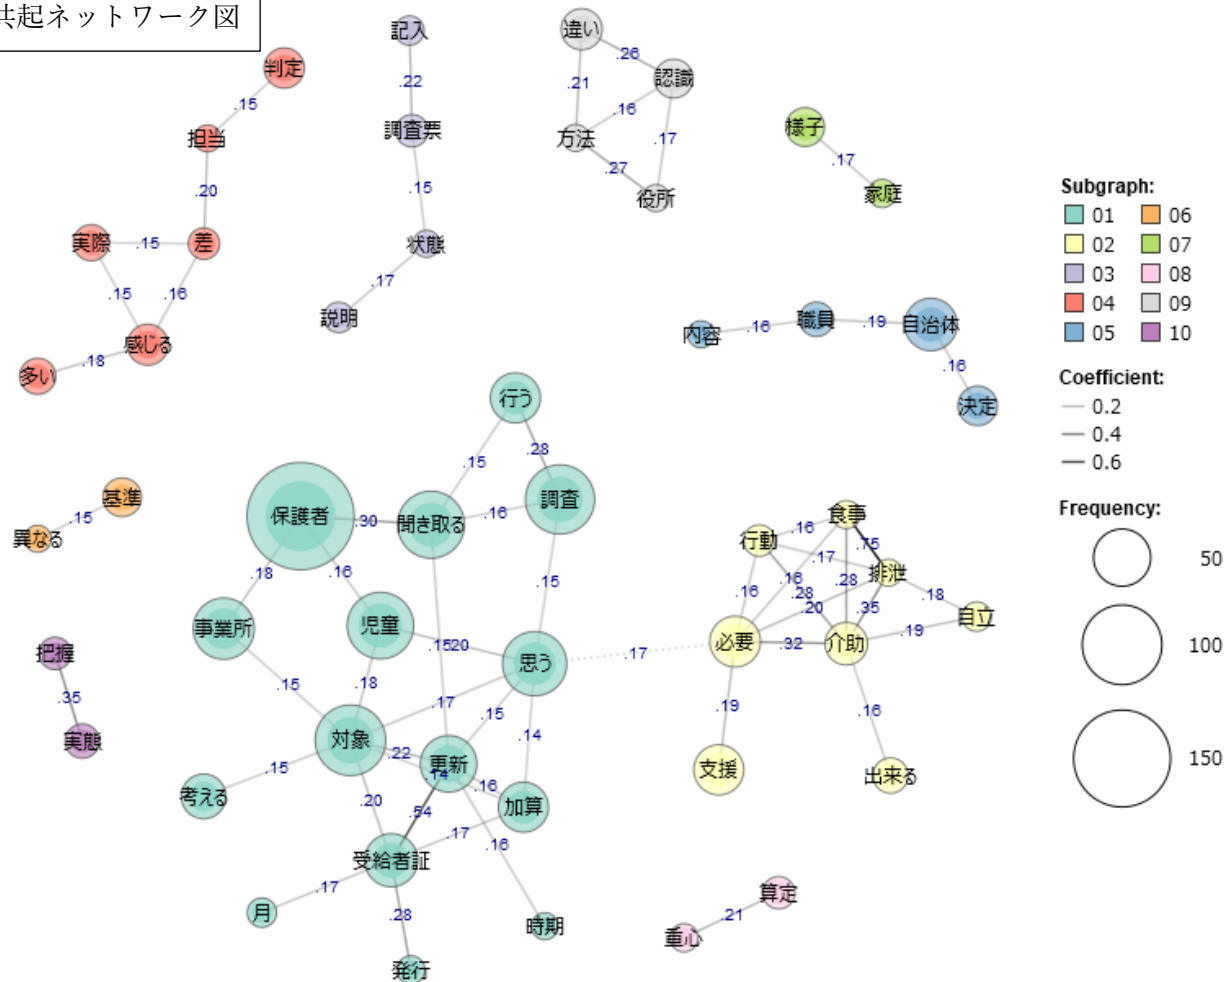 共起ネットワーク図
記入
違い
.26
認識
判定
.22
.21
.15
.16
担当
調査票
方法
.17
様子
.17
.27
家庭
.20
.15
役所
実際
.15
差
状態
.15
.16
.17
説明
感じる
.18
多い
内容
.16
職員
.19
自治体
.16
決定
Subgraph:
01
06
02
07
03
08
04
09
05
10
Coefficient:
0.2
0.4
0.6
Frequency:
50
100
150
行う
.28
.15
調査
保護者
.30
聞き取る
.16
.18
.16
.15
事業所
児童
.15
.20
思う
.17
.15
.18
.17
.15
.14
対象
.22
更新
.14
.16
.15
考える
加算
.20
.54
.17
.16
受給者証
.17
月
.28
時期
発行
基準
.15
異なる
把握
.35
実態
食事
.16
行動
.75
.17
排泄
.16
.16
.28
.28
.18
.20
.35
自立
必要
.32
介助
.19
.19
.16
支援
出来る
算定
.21
重心